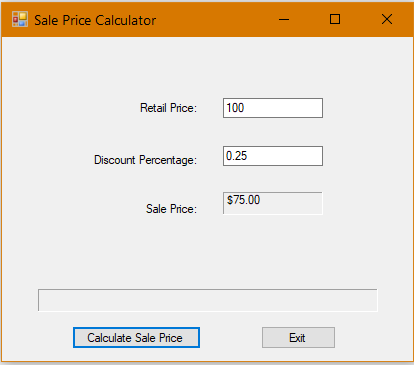 Sale Price Calculator
Retail Price: 100
Discount Percentage: 0.25
Sale Price: $75.00
Calculate Sale Price Exit